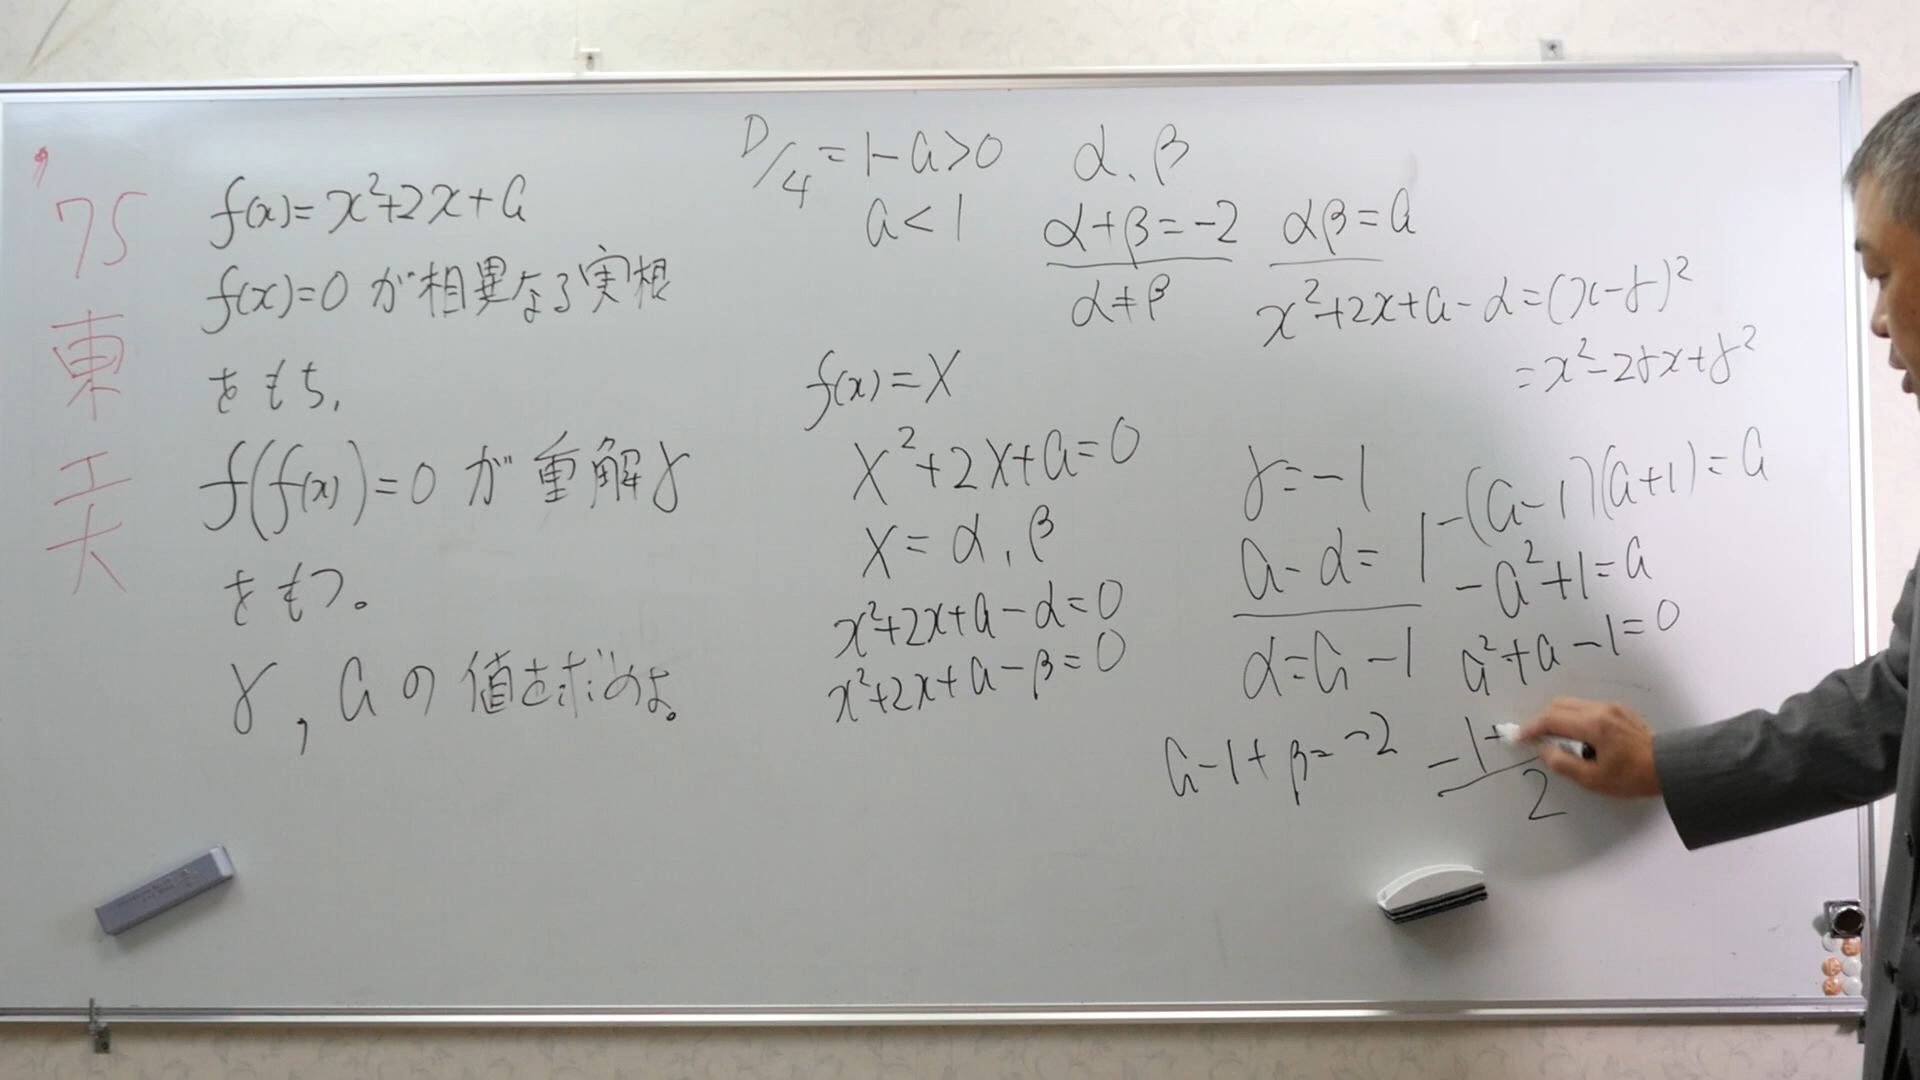 '75 東工大
f(x)=x²+2x+a
f(x)=0 が相異なる実根
をもち,
f(f(x))=0 が重解γ
をもつ。
γ, aの値を求めよ。
D/4=1-a>0
a<1
α、β
α+β=-2 αβ=a
α≠β
f(x)=X
X²+2X+a=0
X=α,β
x²+2x+a-α=0
x²+2x+a-β=0
x²+2x+a-α=(x-γ)²
=x²-2γx+γ²
γ=-1
a-α=1
α=a-1
a-1+β=-2
-(a-1)(a+1)=a
-a²+1=a
a²+a-1=0
-1+
2